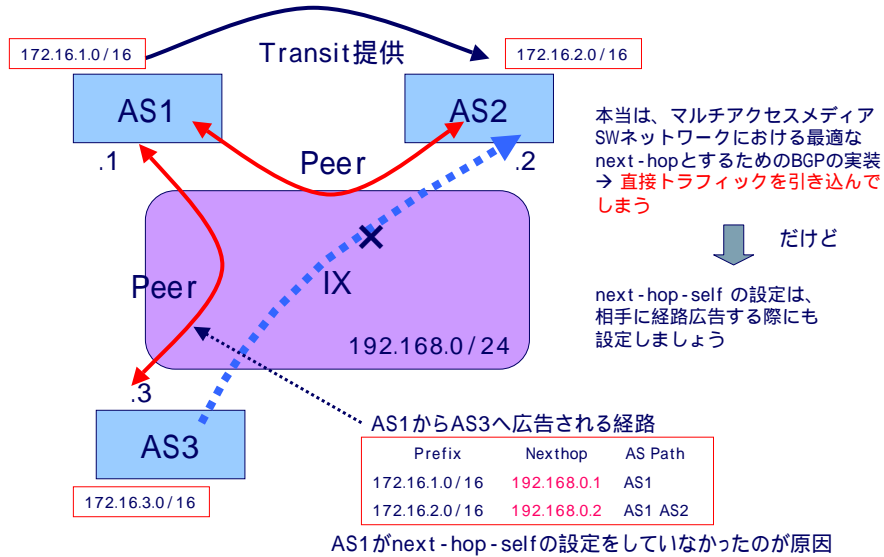 172.16.1.0/16
Transit提供
172.16.2.0/16
AS1
AS2
.1
Peer
.2
本当は、マルチアクセスメディア
SWネットワークにおける最適な
next-hopとするためのBGPの実装
→ 直接トラフィックを引き込んで
しまう
だけど
next-hop-self の設定は、
相手に経路広告する際にも
設定しましょう
×
Peer
IX
192.168.0/24
.3
AS3
172.16.3.0/16
AS1からAS3へ広告される経路
Prefix Nexthop AS Path
172.16.1.0/16 192.168.0.1 AS1
172.16.2.0/16 192.168.0.2 AS1 AS2
AS1がnext-hop-selfの設定をしていなかったのが原因